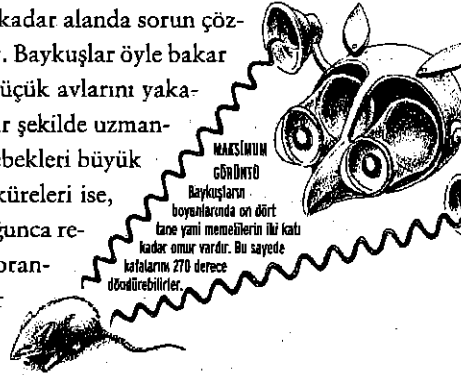 kadar alanda sorun çöz-
r. Baykuşlar öyle bakar
üçük avlarını yaka-
r şekilde uzman-
ebekleri büyük
küreleri ise,
ğunca re-
oran-
r
MAKSİMUM
GÖRÜNTÜ
Baykuşların
boyunlarında on dört
tane yani memelilerin iki katı
kadar omur vardır. Bu sayede
kafalarını 270 derece
döndürebilirler.